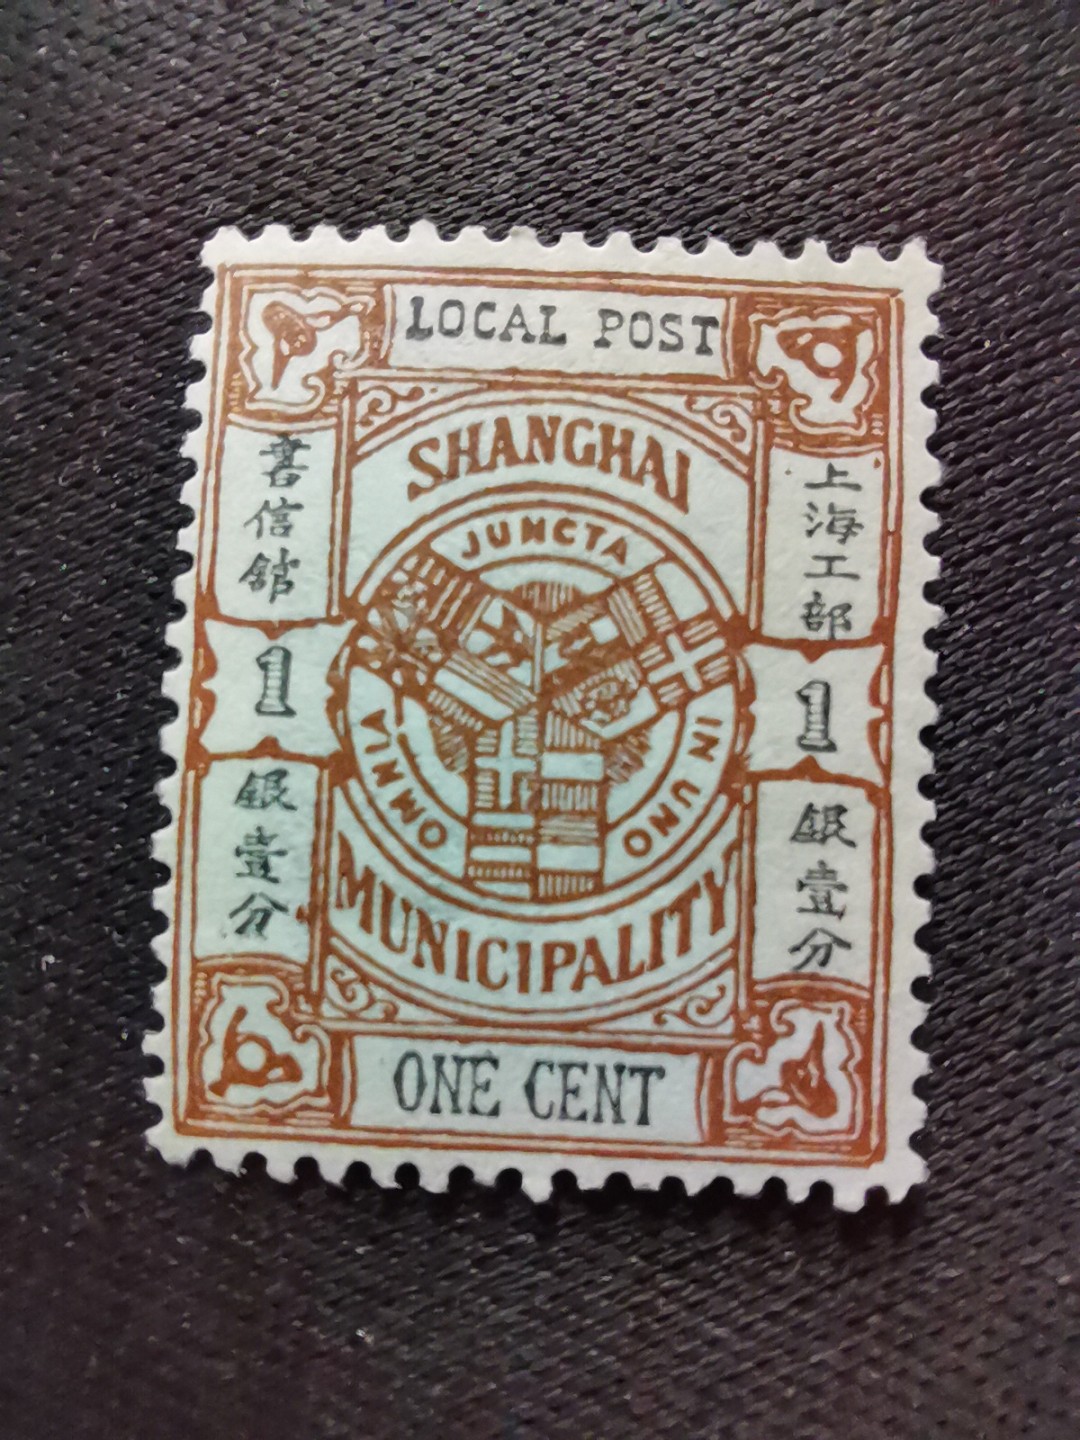 LOCAL POST
SHANGHAI
JUNCTA
IN UNO
OMNIA
上海工部
書信館
1
1
銀壹分
銀壹分
MUNICIPALITY
ONE CENT